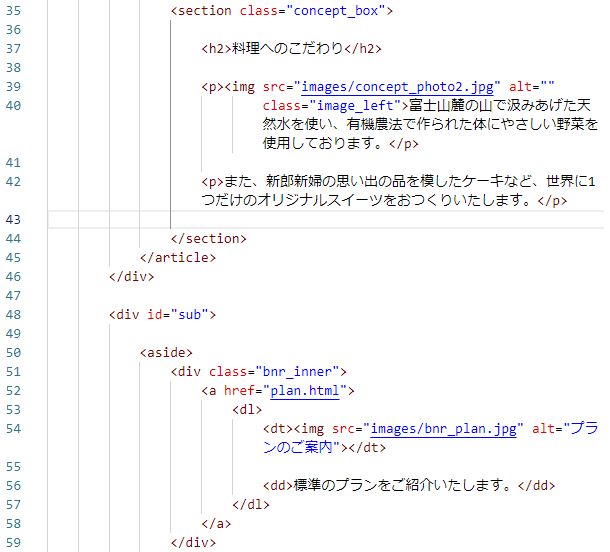 35 <section class="concept_box">
36
37 <h2>料理へのこだわり</h2>
38
39 <p><img src="images/concept_photo2.jpg" alt=""
40 class="image_left">富士山麓の山で汲みあげた天
然水を使い、有機農法で作られた体にやさしい野菜を
使用しております。</p>
41
42 <p>また、新郎新婦の思い出の品を模したケーキなど、世界に1
つだけのオリジナルスイーツをおつくりいたします。</p>
43
44 </section>
45 </article>
46 </div>
47
48 <div id="sub">
49
50 <aside>
51 <div class="bnr_inner">
52 <a href="plan.html">
53 <dl>
54 <dt><img src="images/bnr_plan.jpg" alt="プラ
ンのご案内"></dt>
55
56 <dd>標準のプランをご紹介いたします。</dd>
57 </dl>
58 </a>
59 </div>